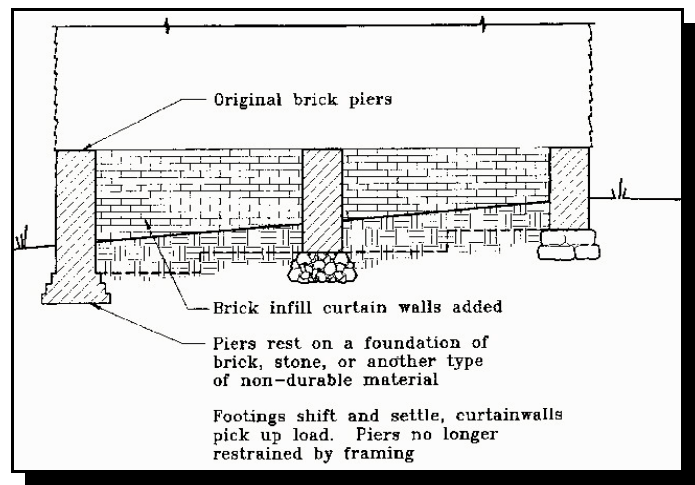 Original brick piers
Brick infill curtain walls added
Piers rest on a foundation of
brick, stone, or another type
of non-durable material
Footings shift and settle, curtainwalls
pick up load. Piers no longer
restrained by framing